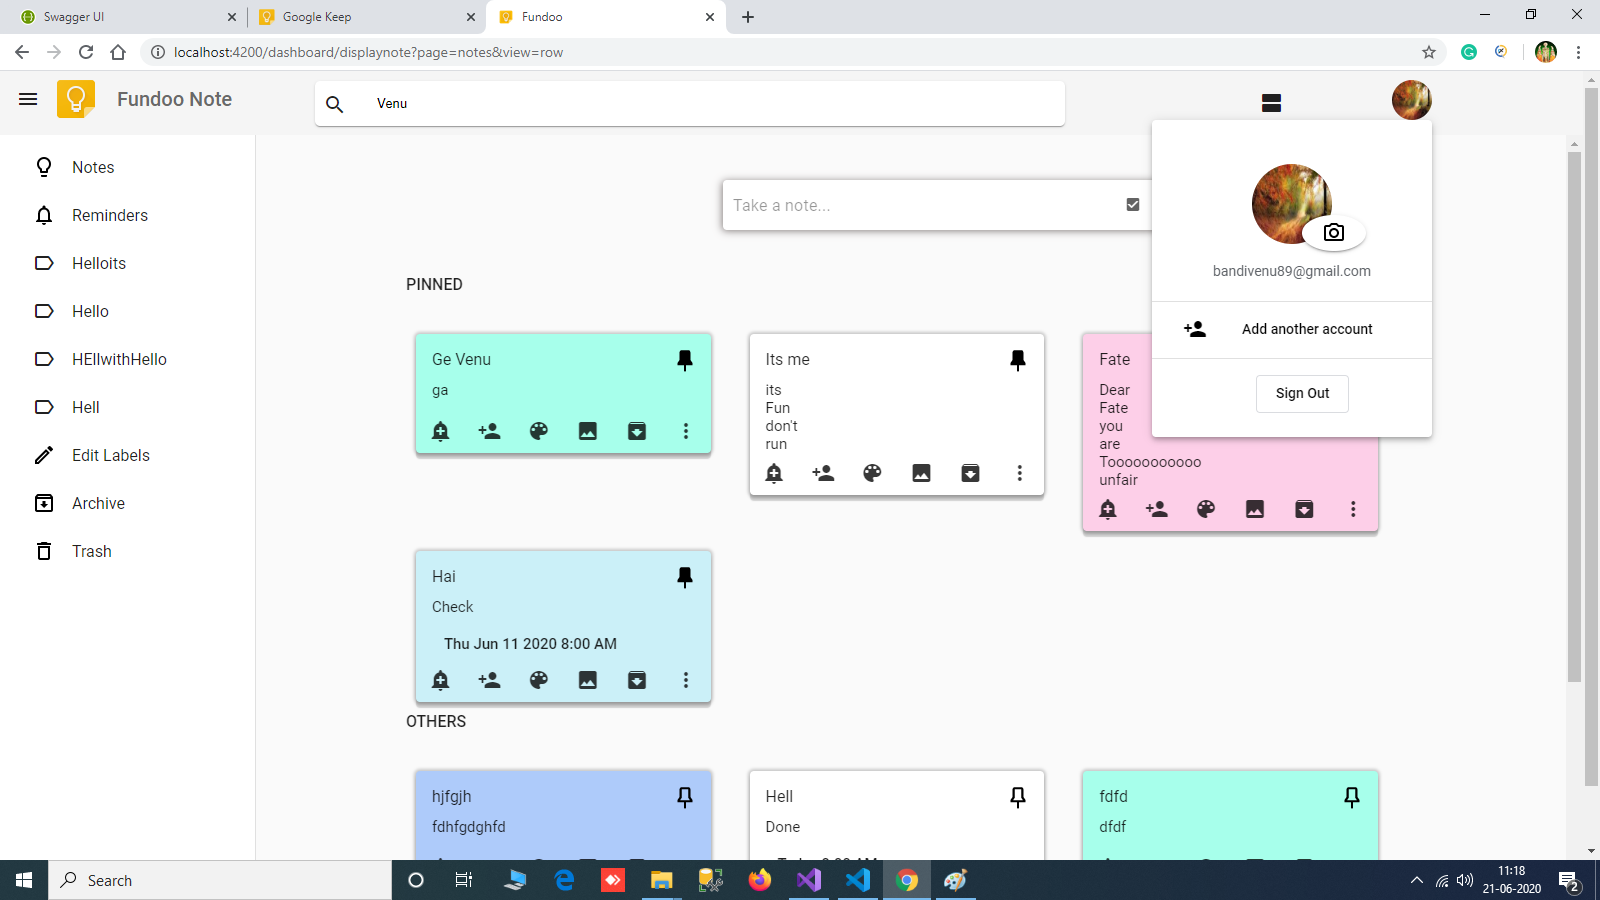 Swagger UI
Google Keep
Fundoo
localhost:4200/dashboard/displaynote?page=notes&view=row
Fundoo Note
Venu
Notes
Reminders
Helloits
Hello
HEllwithHello
Hell
Edit Labels
Archive
Trash
Take a note...
bandivenu89@gmail.com
Add another account
Sign Out
PINNED
Ge Venu
ga
Its me
its
Fun
don't
run
Fate
Dear
Fate
you
are
Tooooooooooo
unfair
Hai
Check
Thu Jun 11 2020 8:00 AM
OTHERS
hjfgjh
fdhfgdghfd
Hell
Done
fdfd
dfdf
Search
11:18
21-06-2020
2